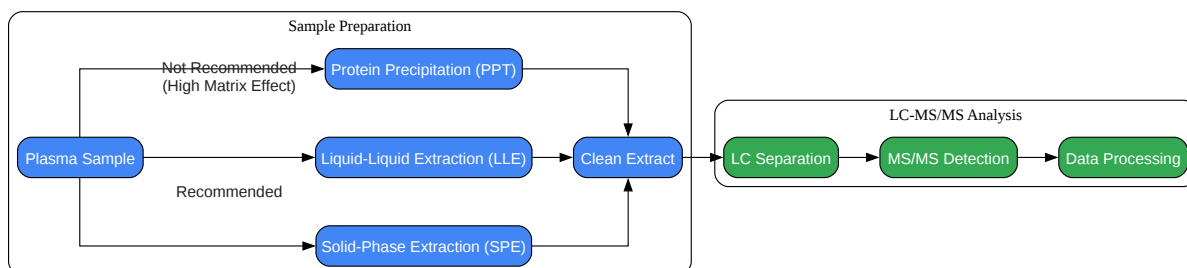 Sample Preparation
Not Recommended
(High Matrix Effect)
Protein Precipitation (PPT)
LC-MS/MS Analysis
Plasma Sample
Liquid-Liquid Extraction (LLE)
Clean Extract
LC Separation
MS/MS Detection
Data Processing
Recommended
Solid-Phase Extraction (SPE)